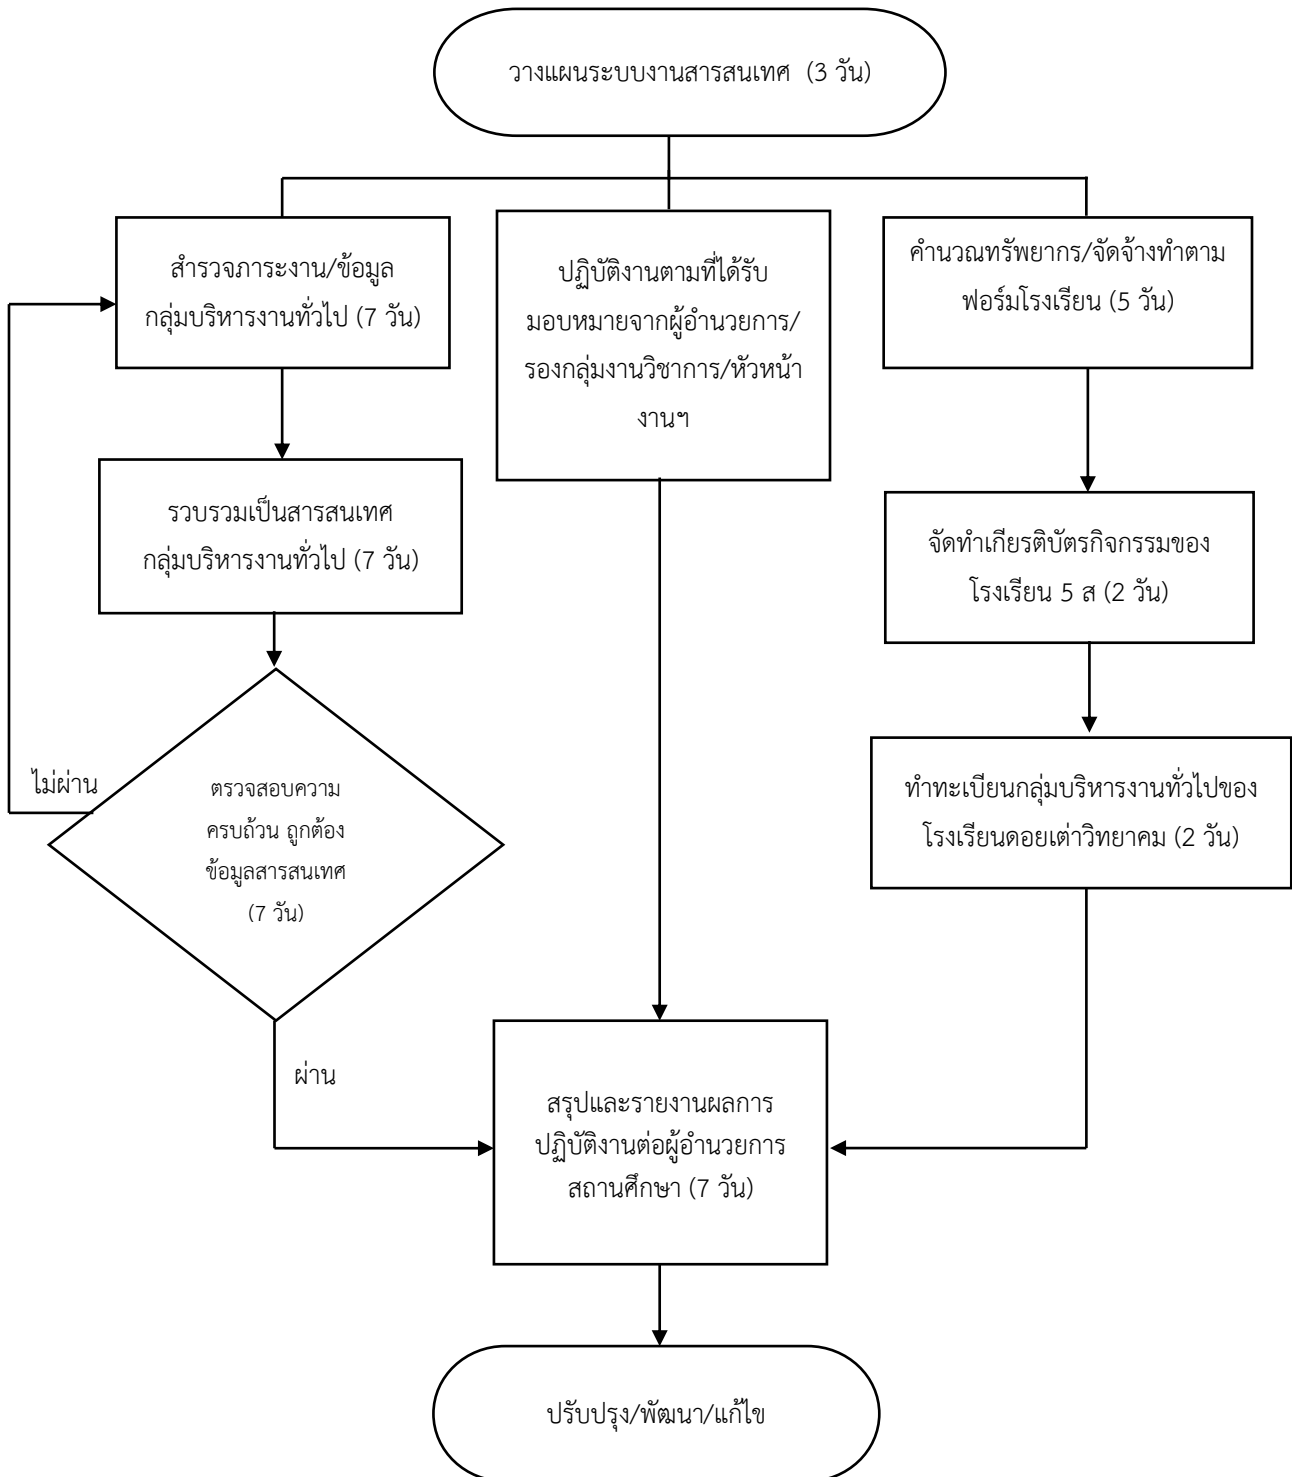 วางแผนระบบงานสารสนเทศ (3 วัน)
สำรวจภาระงาน/ข้อมูล
กลุ่มบริหารงานทั่วไป (7 วัน)
ปฏิบัติงานตามที่ได้รับ
มอบหมายจากผู้อำนวยการ/
รองกลุ่มงานวิชาการ/หัวหน้า
งานฯ
คำนวณทรัพยากร/จัดจ้างทำตาม
ฟอร์มโรงเรียน (5 วัน)
รวบรวมเป็นสารสนเทศ
กลุ่มบริหารงานทั่วไป (7 วัน)
จัดทำเกียรติบัตรกิจกรรมของ
โรงเรียน 5 ส (2 วัน)
ไม่ผ่าน
ตรวจสอบความ
ครบถ้วน ถูกต้อง
ข้อมูลสารสนเทศ
(7 วัน)
ทำทะเบียนกลุ่มบริหารงานทั่วไปของ
โรงเรียนดอยเต่าวิทยาคม (2 วัน)
ผ่าน
สรุปและรายงานผลการ
ปฏิบัติงานต่อผู้อำนวยการ
สถานศึกษา (7 วัน)
ปรับปรุง/พัฒนา/แก้ไข